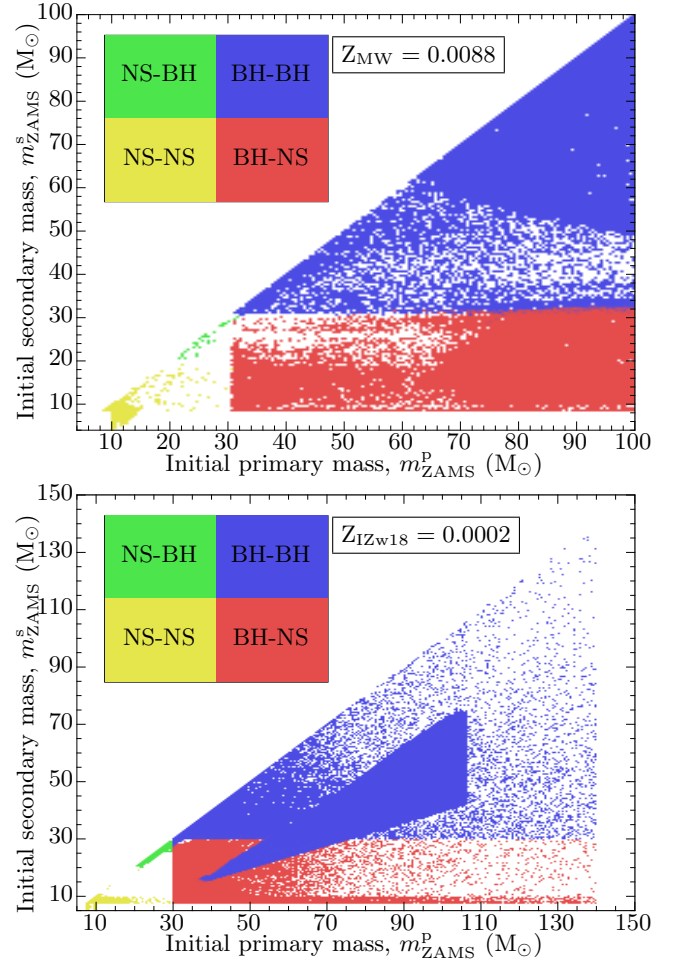 100
90
80
70
60
50
40
30
20
10
Initial secondary mass, m^s_ZAMS (M⊙)
NS-BH BH-BH
NS-NS BH-NS
Z_MW = 0.0088
10 20 30 40 50 60 70 80 90 100
Initial primary mass, m^p_ZAMS (M⊙)
150
130
110
90
70
50
30
10
Initial secondary mass, m^s_ZAMS (M⊙)
NS-BH BH-BH
NS-NS BH-NS
Z_IZw18 = 0.0002
10 30 50 70 90 110 130 150
Initial primary mass, m^p_ZAMS (M⊙)